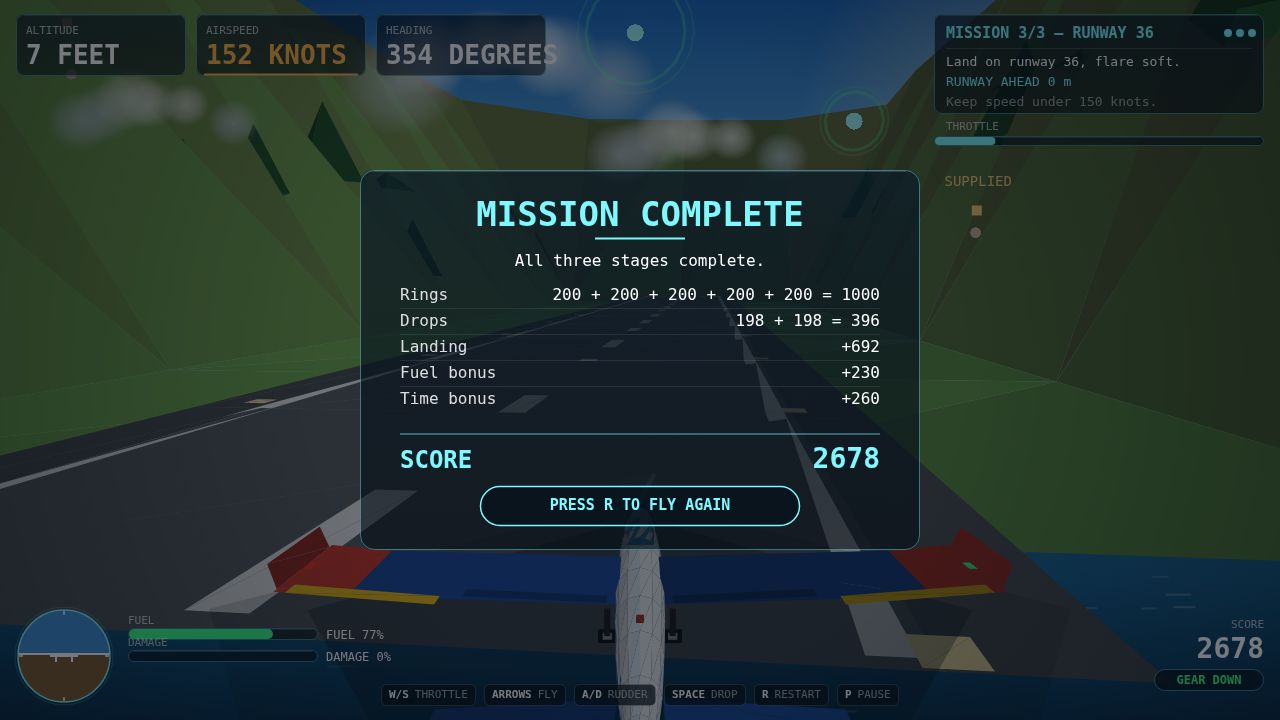 ALTITUDE
7 FEET
AIRSPEED
152 KNOTS
HEADING
354 DEGREES
MISSION 3/3 — RUNWAY 36
Land on runway 36, flare soft.
RUNWAY AHEAD 0 m
Keep speed under 150 knots.
THROTTLE
SUPPLIED
MISSION COMPLETE
All three stages complete.
Rings 200 + 200 + 200 + 200 + 200 = 1000
Drops 198 + 198 = 396
Landing +692
Fuel bonus +230
Time bonus +260
SCORE 2678
PRESS R TO FLY AGAIN
FUEL
FUEL 77%
DAMAGE
DAMAGE 0%
W/S THROTTLE
ARROWS FLY
A/D RUDDER
SPACE DROP
R RESTART
P PAUSE
SCORE
2678
GEAR DOWN